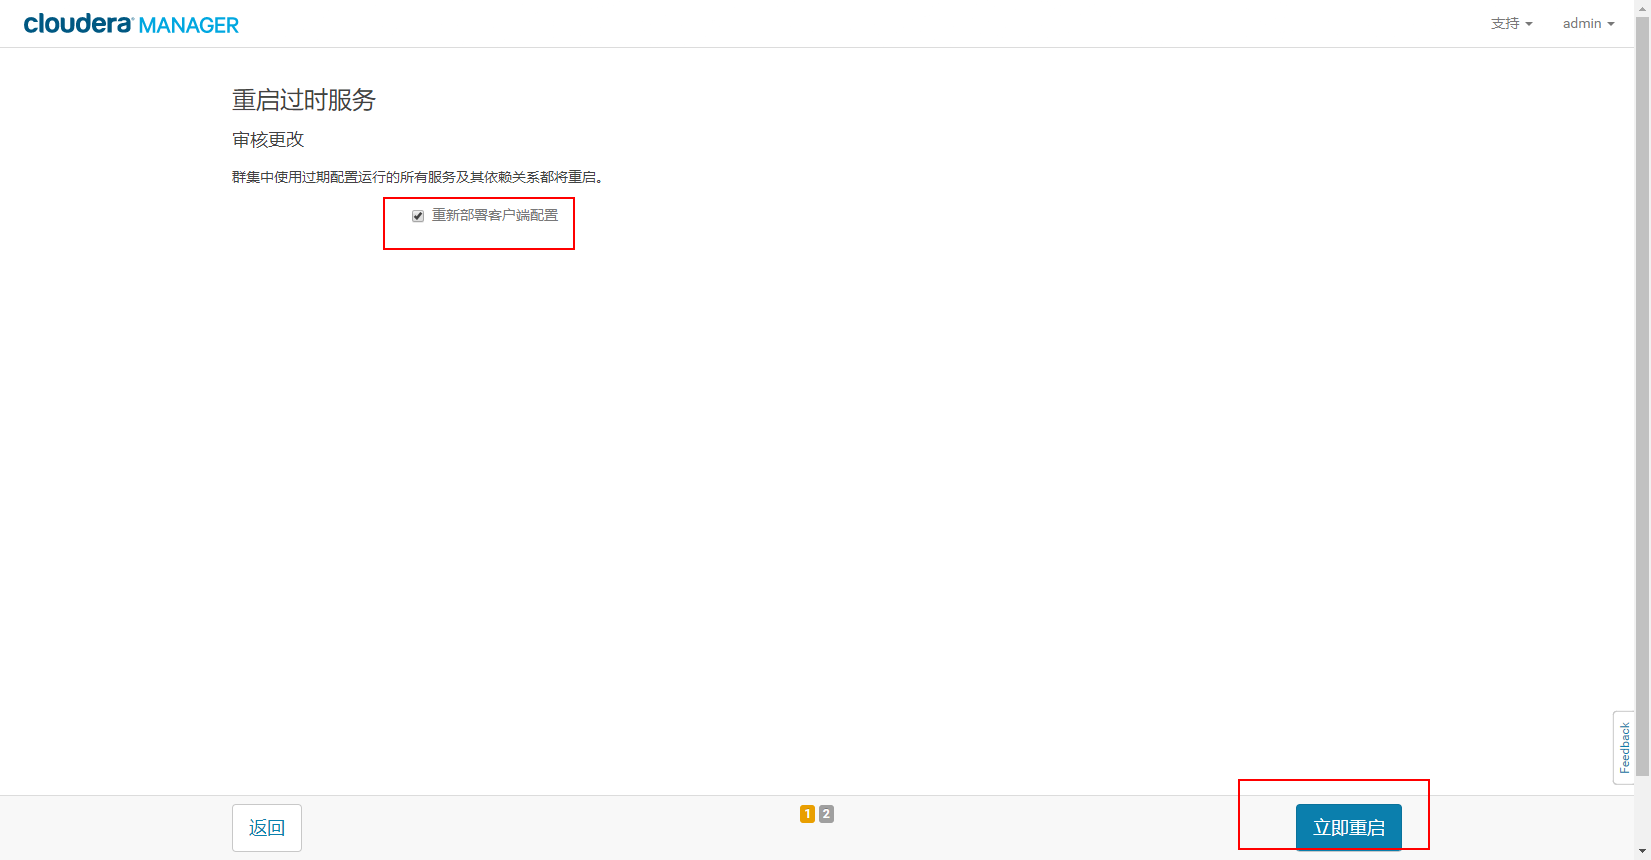 cloudera MANAGER
支持 admin
重启过时服务
审核更改
群集中使用过期配置运行的所有服务及其依赖关系都将重启。
重新部署客户端配置
Feedback
返回 1 2 立即重启